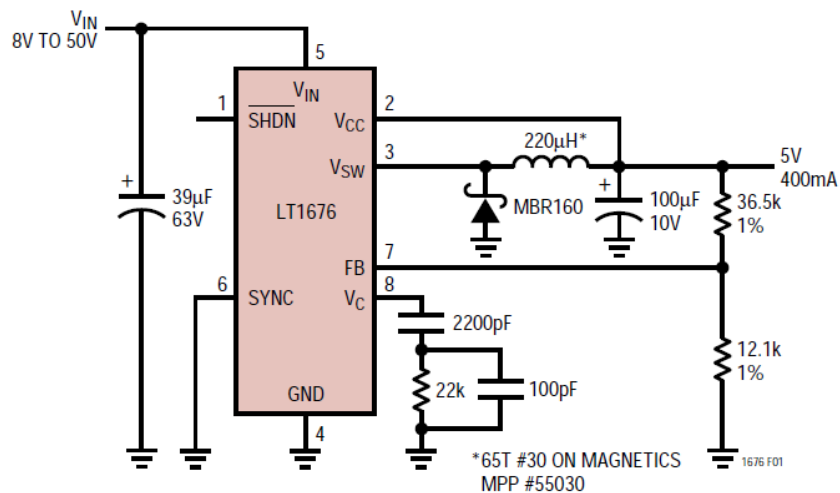 VIN
8V TO 50V
5
VIN
1
SHDN
VCC
2
220µH*
VSW
3
5V
400mA
+
39µF
63V
LT1676
MBR160
+
100µF
10V
36.5k
1%
FB
7
6
SYNC
VC
8
2200pF
12.1k
1%
22k
100pF
GND
4
*65T #30 ON MAGNETICS
MPP #55030
1676 F01